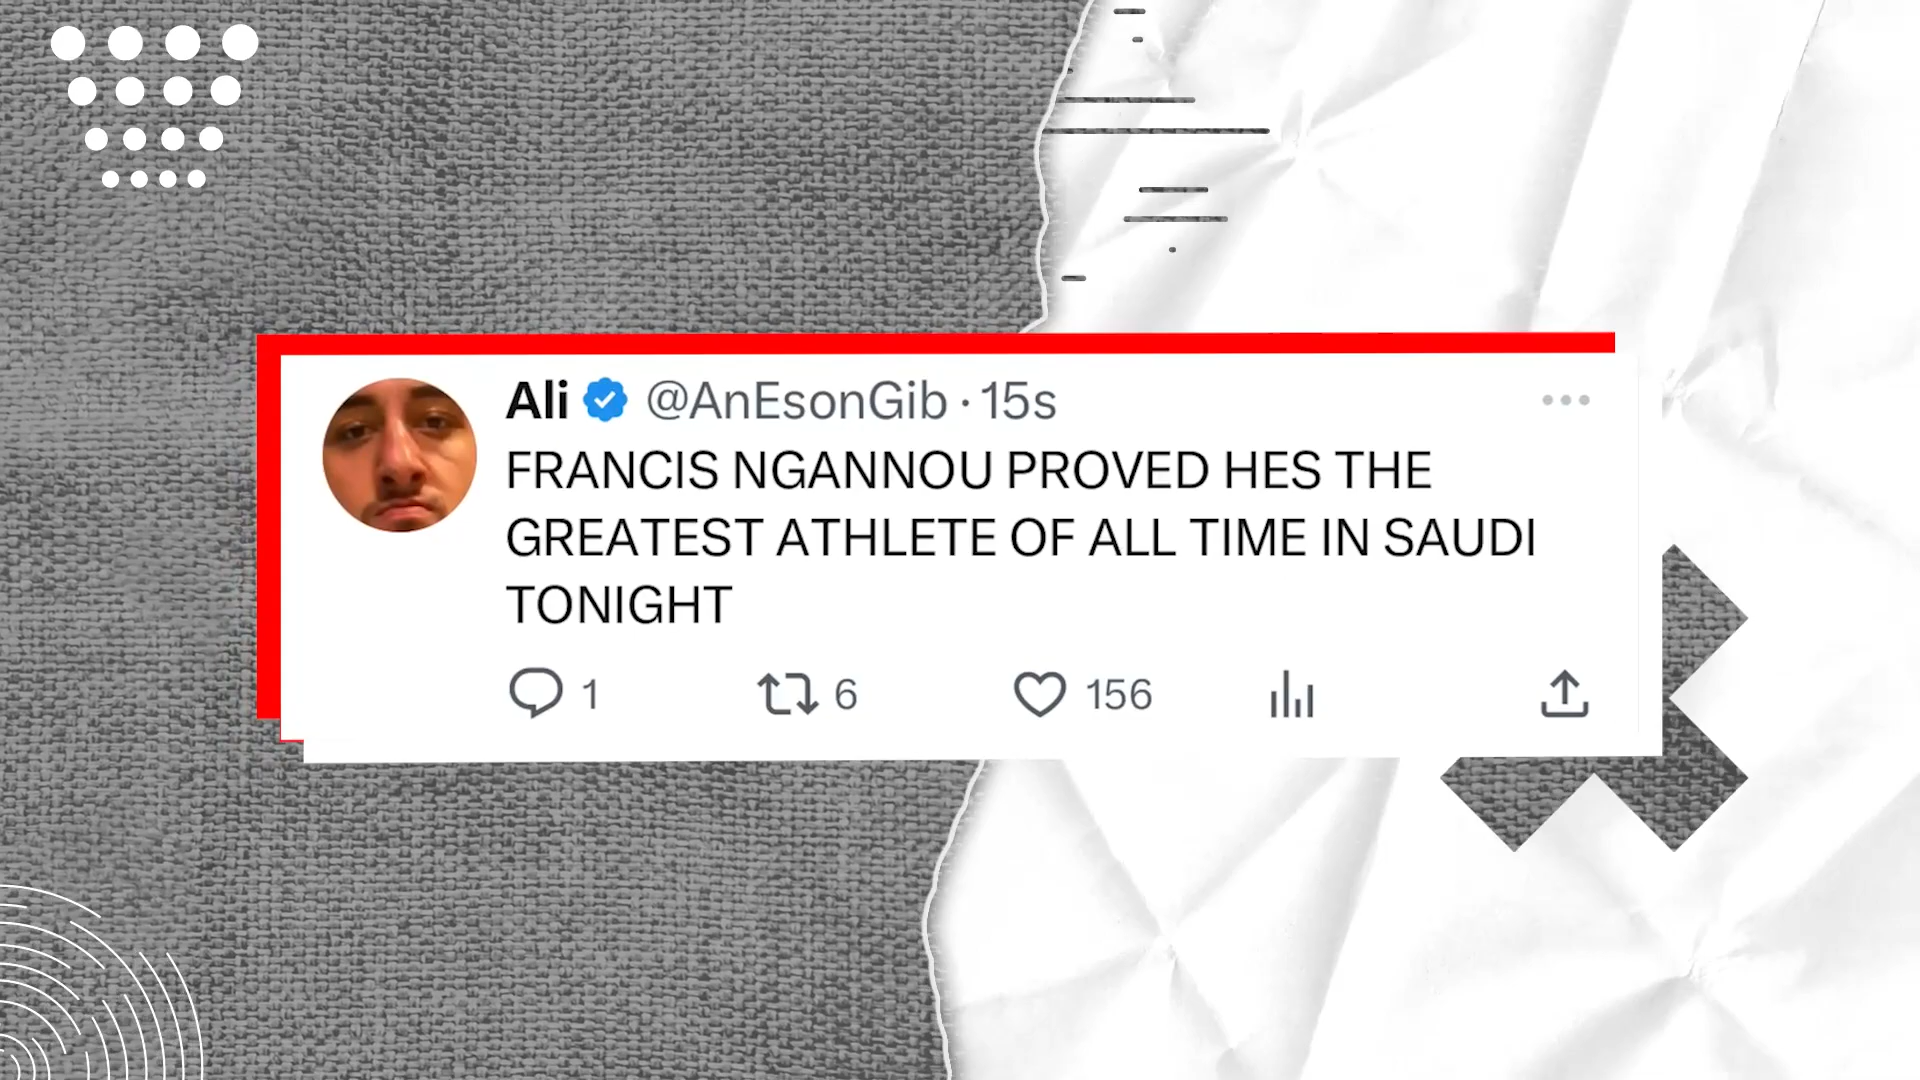 Ali @AnEsonGib · 15s
FRANCIS NGANNOU PROVED HES THE
GREATEST ATHLETE OF ALL TIME IN SAUDI
TONIGHT
1 6 156